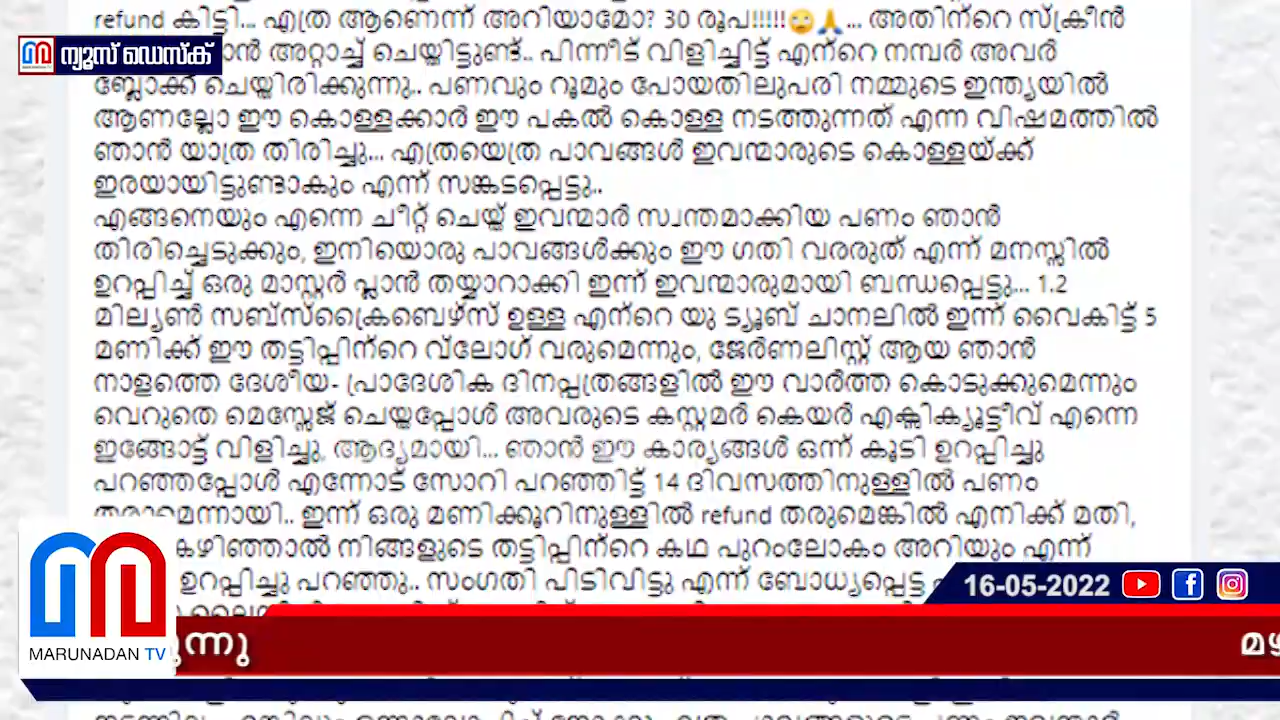 refund കിട്ടി... എത്ര ആണെന്ന് അറിയാമോ? 30 രൂപ!!!!!🙄🙏... അതിന്റെ സ്ക്രീൻ
ന്യൂസ് ഡെസ്ക്
അറ്റാച്ച് ചെയ്തിട്ടുണ്ട്.. പിന്നീട് വിളിച്ചിട്ട് എന്റെ നമ്പർ അവർ
ബ്ലോക്ക് ചെയ്തിരിക്കുന്നു.. പണവും റൂമും പോയതിലുപരി നമ്മുടെ ഇന്ത്യയിൽ
ആണല്ലോ ഈ കൊള്ളക്കാർ ഈ പകൽ കൊള്ള നടത്തുന്നത് എന്ന വിഷമത്തിൽ
ഞാൻ യാത്ര തിരിച്ചു... എത്രയെത്ര പാവങ്ങൾ ഇവന്മാരുടെ കൊള്ളയ്ക്ക്
ഇരയായിട്ടുണ്ടാകും എന്ന് സങ്കടപ്പെട്ടു..
എങ്ങനെയും എന്നെ ചീറ്റ് ചെയ്ത് ഇവന്മാർ സ്വന്തമാക്കിയ പണം ഞാൻ
തിരിച്ചെടുക്കും, ഇനിയൊരു പാവങ്ങൾക്കും ഈ ഗതി വരരുത് എന്ന് മനസ്സിൽ
ഉറപ്പിച്ച് ഒരു മാസ്റ്റർ പ്ലാൻ തയ്യാറാക്കി ഇന്ന് ഇവന്മാരുമായി ബന്ധപ്പെട്ടു... 1.2
മില്യൺ സബ്സ്ക്രൈബെഴ്സ് ഉള്ള എന്റെ യു ട്യൂബ് ചാനലിൽ ഇന്ന് വൈകിട്ട് 5
മണിക്ക് ഈ തട്ടിപ്പിന്റെ വ്ലോഗ് വരുമെന്നും, ജേർണലിസ്റ്റ് ആയ ഞാൻ
നാളത്തെ ദേശീയ- പ്രാദേശിക ദിനപ്പത്രങ്ങളിൽ ഈ വാർത്ത കൊടുക്കുമെന്നും
വെറുതെ മെസ്സേജ് ചെയ്തപ്പോൾ അവരുടെ കസ്റ്റമർ കെയർ എക്സിക്യൂട്ടീവ് എന്നെ
ഇങ്ങോട്ട് വിളിച്ചു, ആദ്യമായി... ഞാൻ ഈ കാര്യങ്ങൾ ഒന്ന് കൂടി ഉറപ്പിച്ചു
പറഞ്ഞപ്പോൾ എന്നോട് സോറി പറഞ്ഞിട്ട് 14 ദിവസത്തിനുള്ളിൽ പണം
തരാമെന്നായി.. ഇന്ന് ഒരു മണിക്കൂറിനുള്ളിൽ refund തരുമെങ്കിൽ എനിക്ക് മതി,
കഴിഞ്ഞാൽ നിങ്ങളുടെ തട്ടിപ്പിന്റെ കഥ പുറംലോകം അറിയും എന്ന്
ഉറപ്പിച്ചു പറഞ്ഞു.. സംഗതി പിടിവിട്ടു എന്ന് ബോധ്യപ്പെട്ട
16-05-2022
MARUNADAN TV